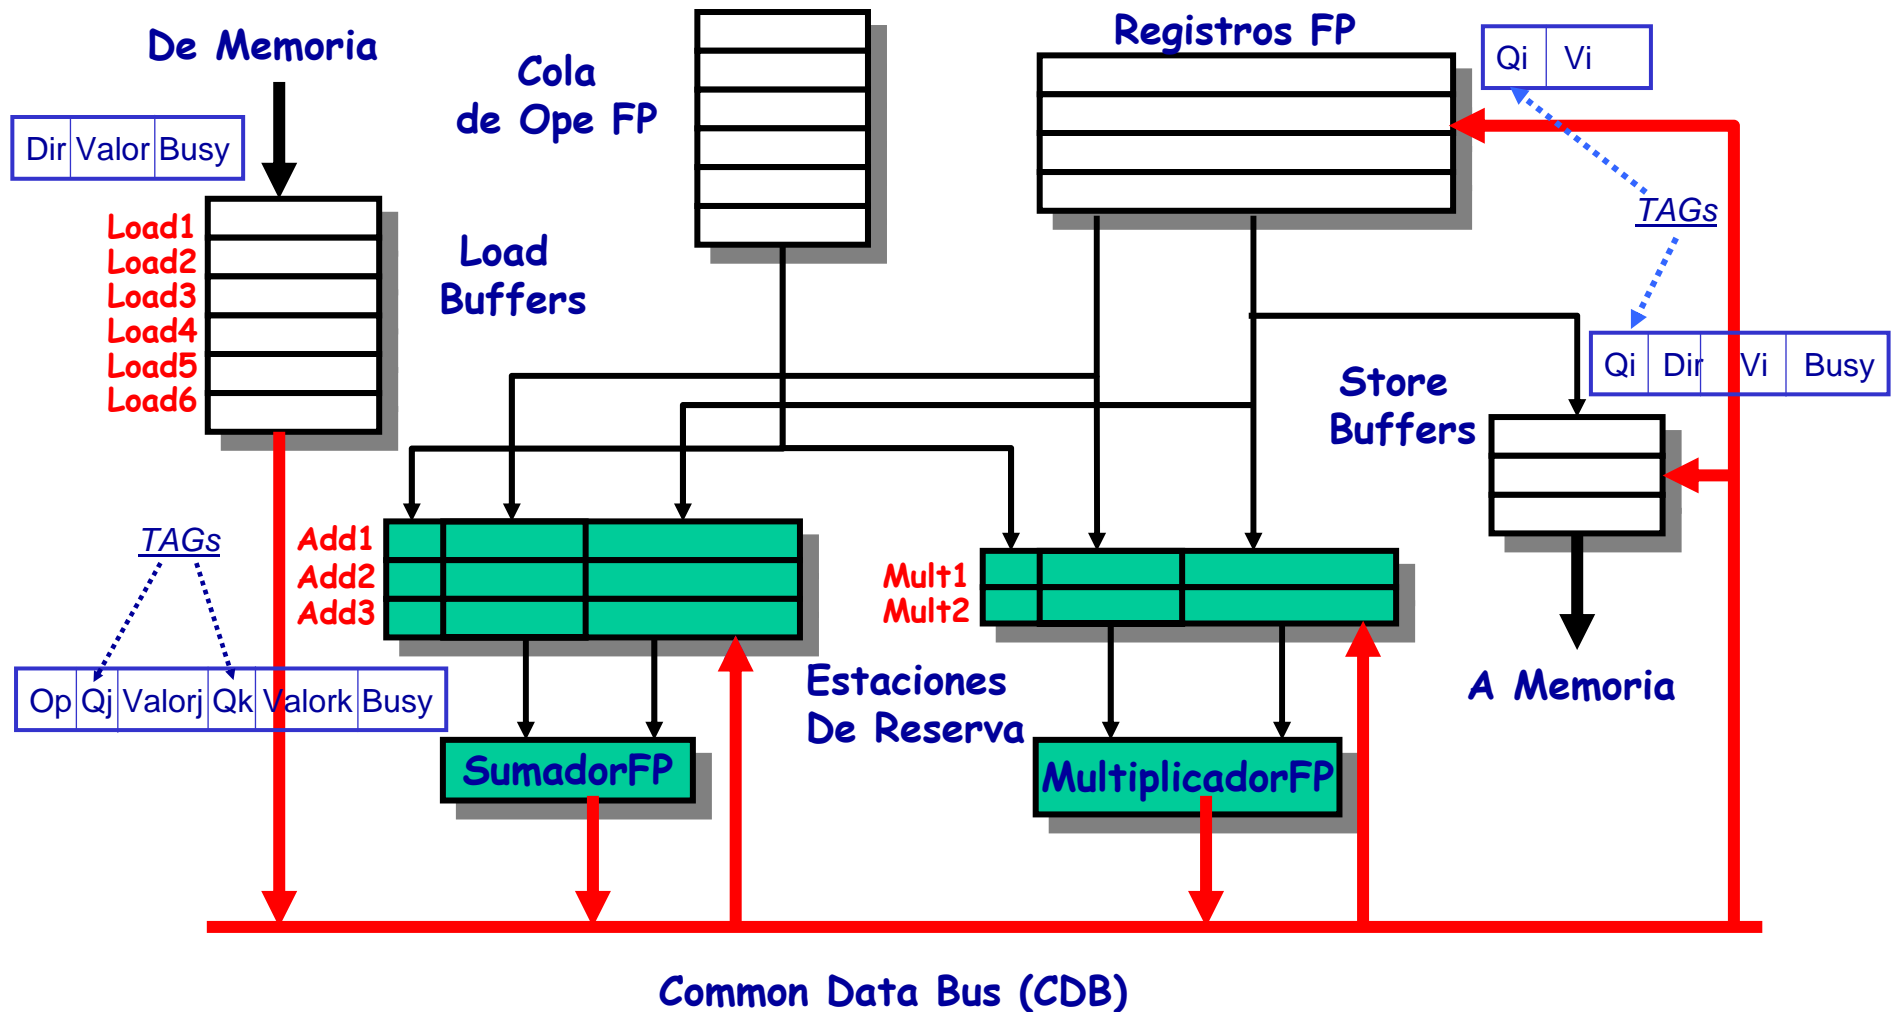 De Memoria
Cola
de Ope FP
Registros FP
Qi Vi
Dir Valor Busy
TAGs
Load1
Load2
Load3
Load4
Load5
Load6
Load
Buffers
Qi Dir Vi Busy
Store
Buffers
TAGs
Add1
Add2
Add3
Mult1
Mult2
Op Qj Valorj Qk Valork Busy
Estaciones
De Reserva
A Memoria
SumadorFP
MultiplicadorFP
Common Data Bus (CDB)